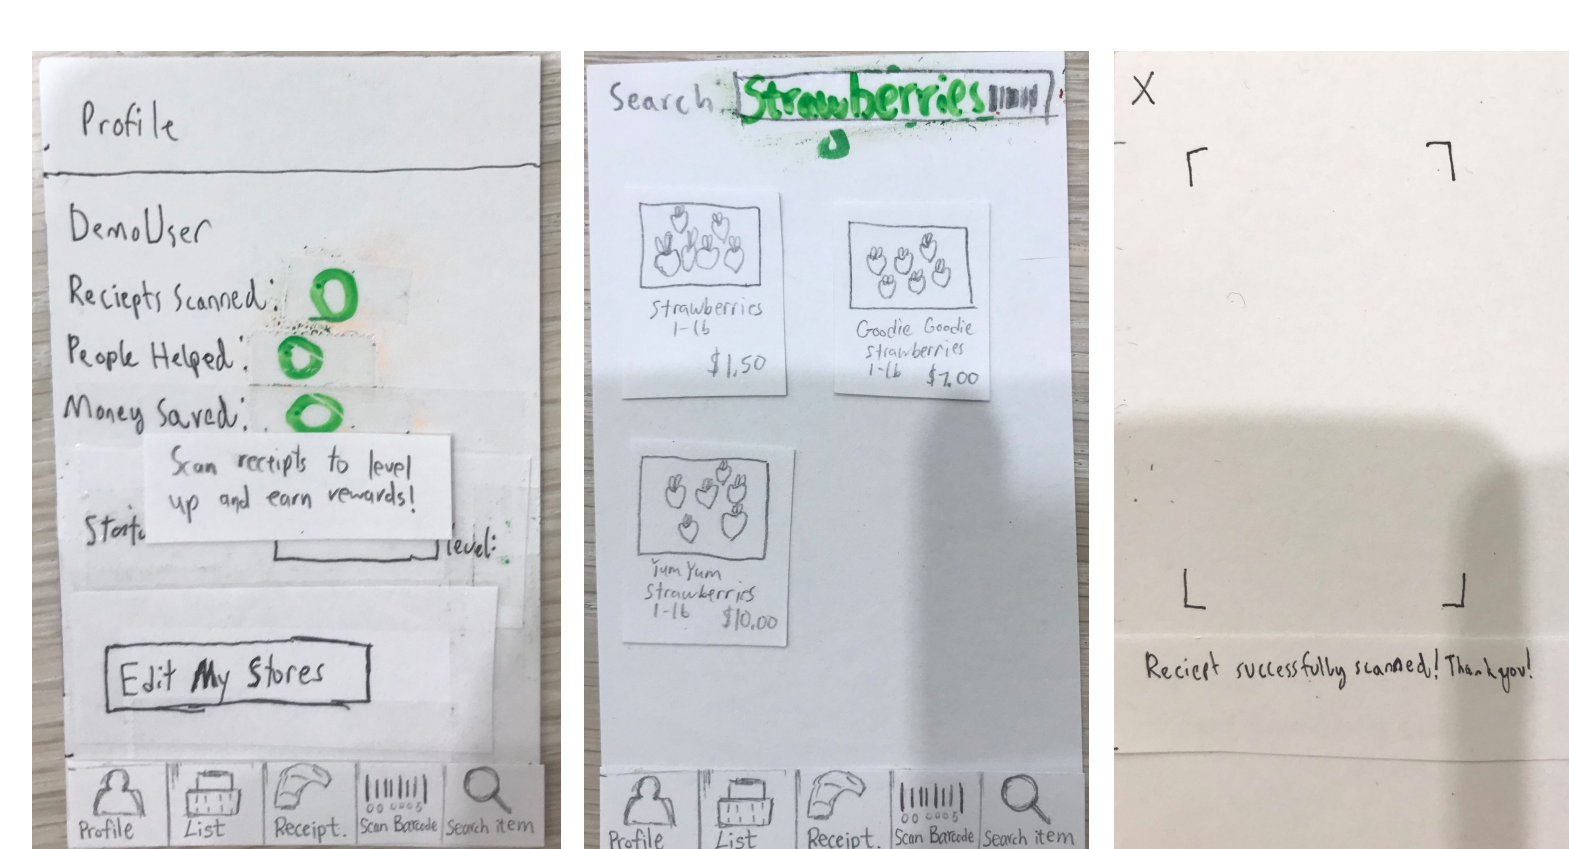 Profile
DemoUser
Reciepts Scanned: 0
People Helped: 0
Money Saved: 0
Scan receipts to level
up and earn rewards!
level:
Edit My Stores
Profile
List
Receipt.
Scan Barcode
Search item
Search: Strawberries
Strawberries
1-lb
$1.50
Goodie Goodie
Strawberries
1-lb $7.00
Yum Yum
Strawberries
1-lb $10.00
Profile
List
Receipt.
Scan Barcode
Search item
X
Reciept successfully scanned! Thank you!